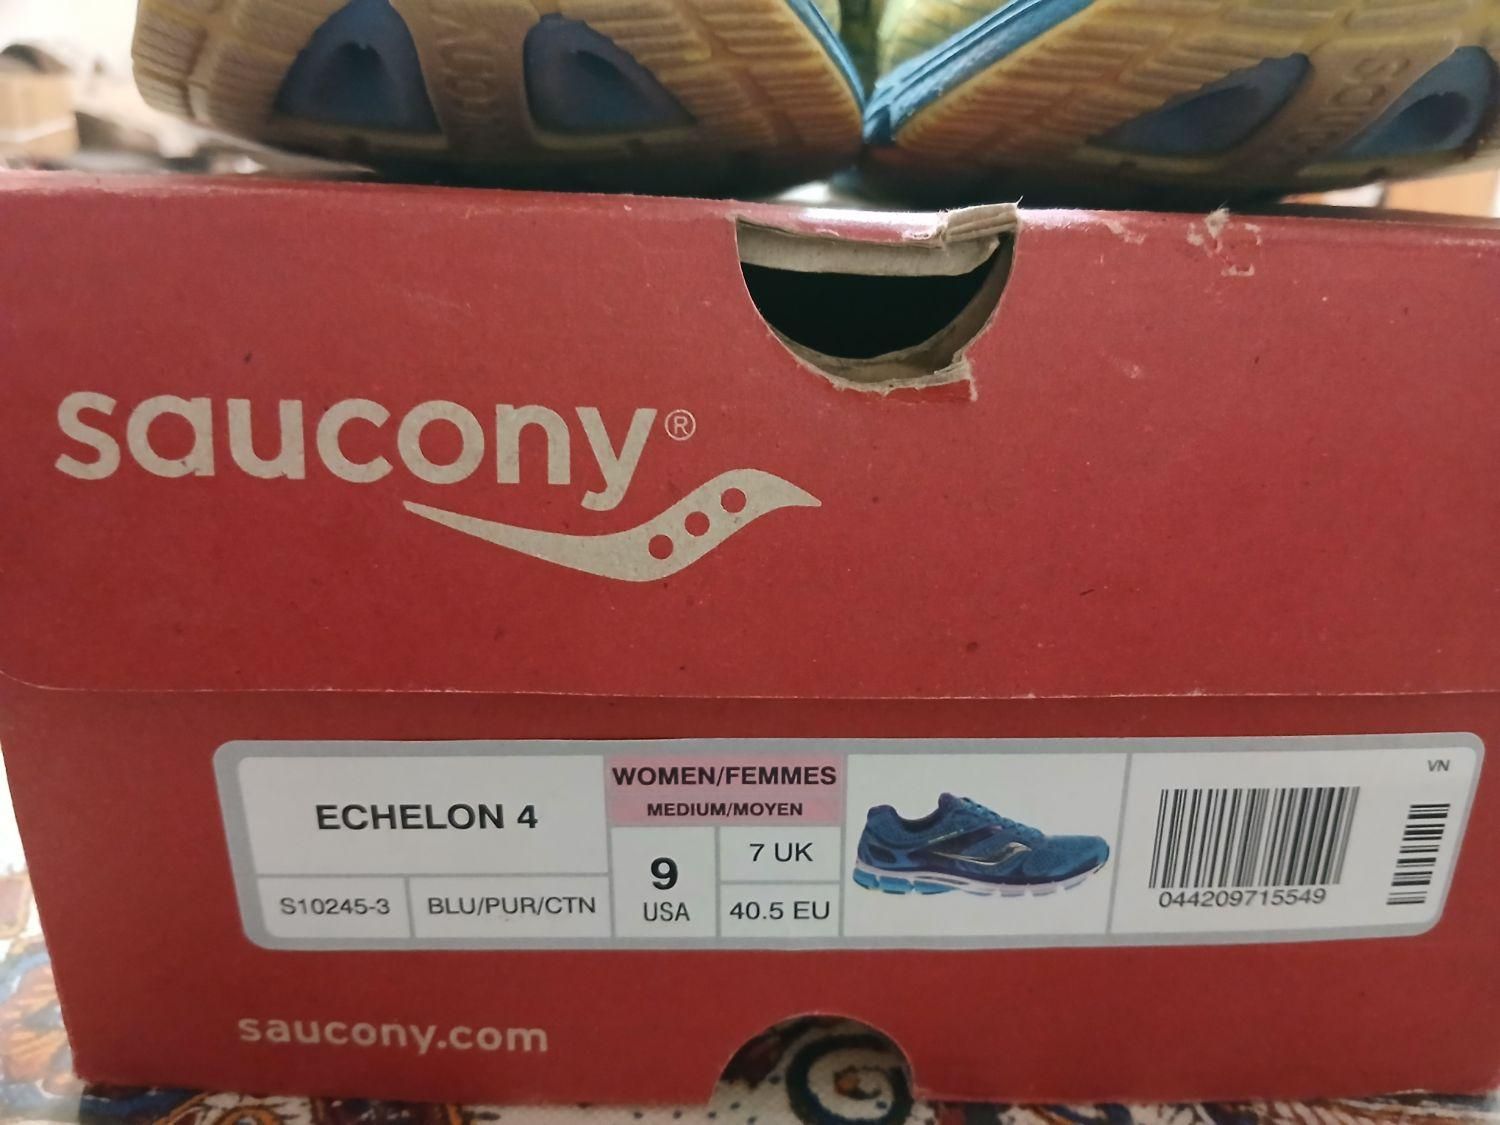 saucony®
ECHELON 4
WOMEN/FEMMES
MEDIUM/MOYEN
S10245-3
BLU/PUR/CTN
9
USA
7 UK
40.5 EU
044209715549
VN
saucony.com